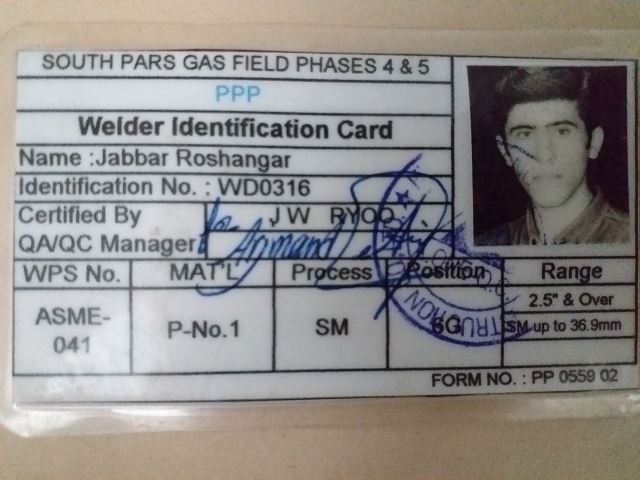 SOUTH PARS GAS FIELD PHASES 4 & 5
PPP
Welder Identification Card
Name :Jabbar Roshangar
Identification No. : WD0316
Certified By J W RYOO
QA/QC Manager
Armand
WPS No. MAT'L Process Position Range
2.5" & Over
ASME-041 P-No.1 SM 6G SM up to 36.9mm
FORM NO. : PP 0559 02